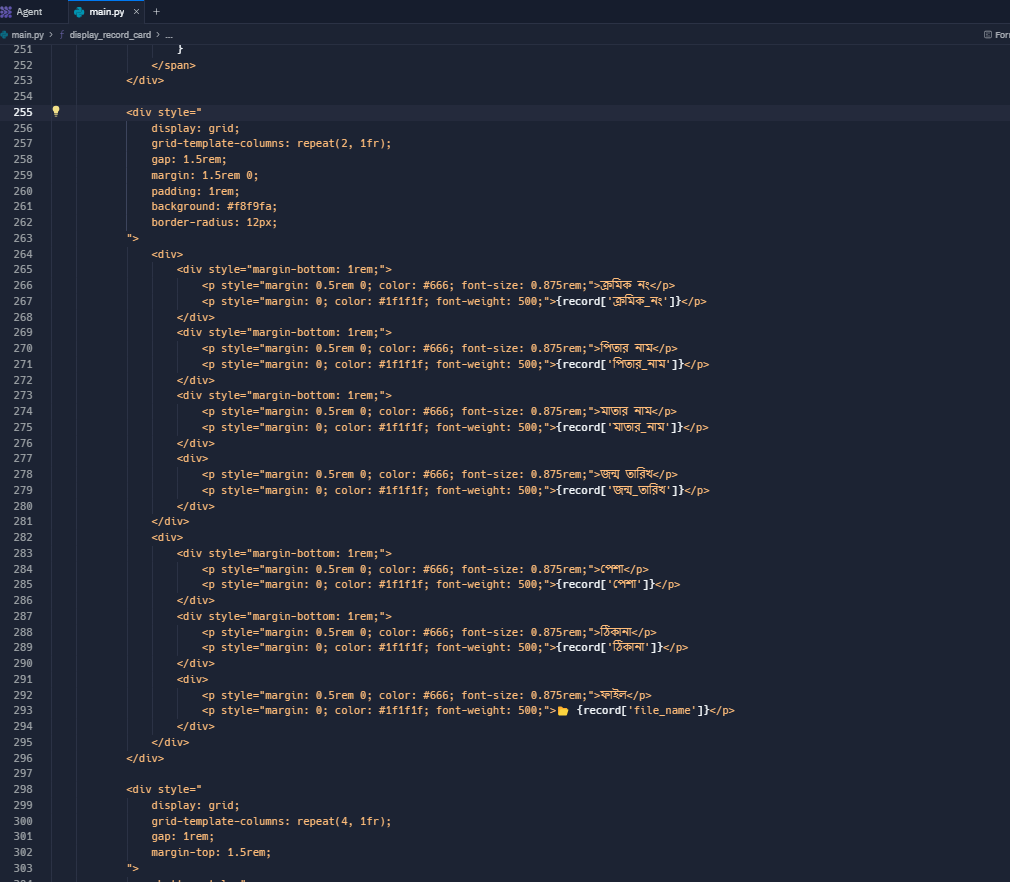 Agent main.py × +
main.py > f display_record_card > ... For
251 }
252 </span>
253 </div>
254
255 <div style="
256 display: grid;
257 grid-template-columns: repeat(2, 1fr);
258 gap: 1.5rem;
259 margin: 1.5rem 0;
260 padding: 1rem;
261 background: #f8f9fa;
262 border-radius: 12px;
263 ">
264 <div>
265 <div style="margin-bottom: 1rem;">
266 <p style="margin: 0.5rem 0; color: #666; font-size: 0.875rem;">ক্রমিক নং</p>
267 <p style="margin: 0; color: #1f1f1f; font-weight: 500;">{record['ক্রমিক_নং']}</p>
268 </div>
269 <div style="margin-bottom: 1rem;">
270 <p style="margin: 0.5rem 0; color: #666; font-size: 0.875rem;">পিতার নাম</p>
271 <p style="margin: 0; color: #1f1f1f; font-weight: 500;">{record['পিতার_নাম']}</p>
272 </div>
273 <div style="margin-bottom: 1rem;">
274 <p style="margin: 0.5rem 0; color: #666; font-size: 0.875rem;">মাতার নাম</p>
275 <p style="margin: 0; color: #1f1f1f; font-weight: 500;">{record['মাতার_নাম']}</p>
276 </div>
277 <div>
278 <p style="margin: 0.5rem 0; color: #666; font-size: 0.875rem;">জন্ম তারিখ</p>
279 <p style="margin: 0; color: #1f1f1f; font-weight: 500;">{record['জন্ম_তারিখ']}</p>
280 </div>
281 </div>
282 <div>
283 <div style="margin-bottom: 1rem;">
284 <p style="margin: 0.5rem 0; color: #666; font-size: 0.875rem;">পেশা</p>
285 <p style="margin: 0; color: #1f1f1f; font-weight: 500;">{record['পেশা']}</p>
286 </div>
287 <div style="margin-bottom: 1rem;">
288 <p style="margin: 0.5rem 0; color: #666; font-size: 0.875rem;">ঠিকানা</p>
289 <p style="margin: 0; color: #1f1f1f; font-weight: 500;">{record['ঠিকানা']}</p>
290 </div>
291 <div>
292 <p style="margin: 0.5rem 0; color: #666; font-size: 0.875rem;">ফাইল</p>
293 <p style="margin: 0; color: #1f1f1f; font-weight: 500;">📂 {record['file_name']}</p>
294 </div>
295 </div>
296 </div>
297
298 <div style="
299 display: grid;
300 grid-template-columns: repeat(4, 1fr);
301 gap: 1rem;
302 margin-top: 1.5rem;
303 ">